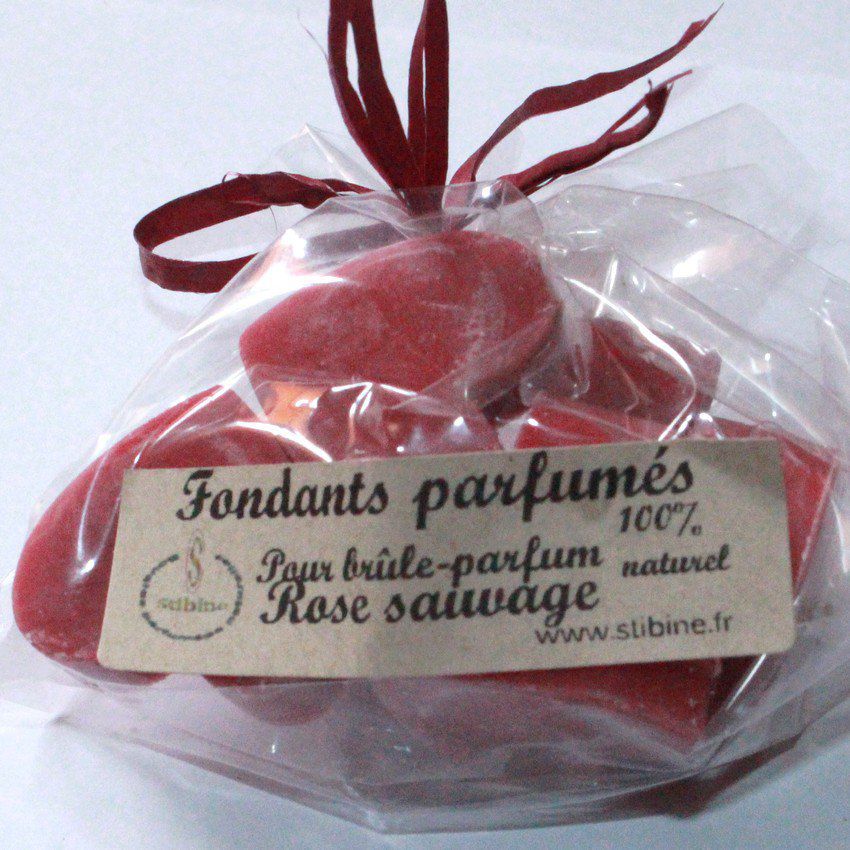 Fondants parfumés
100%
naturel
Pour brûle-parfum
Rose sauvage
www.stibine.fr
S
stibine